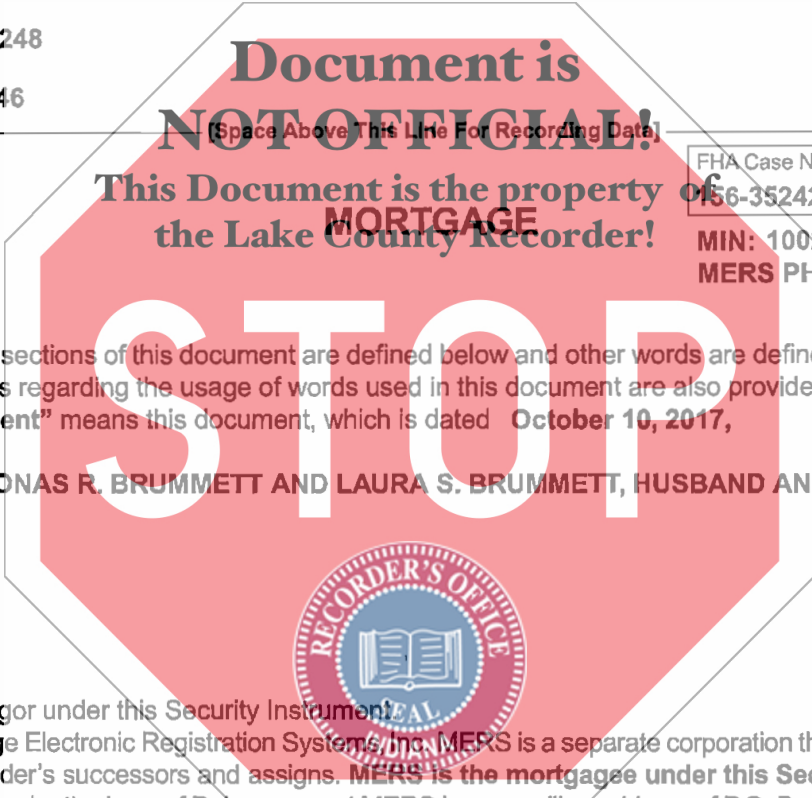 248
46
Document is
NOT OFFICIAL!
[Space Above This Line For Recording Data]
This Document is the property of
the Lake County Recorder!
FHA Case N
156-35242
MORTGAGE
MIN: 100
MERS PH
STOP
sections of this document are defined below and other words are define
s regarding the usage of words used in this document are also provide
ent” means this document, which is dated October 10, 2017,
ONAS R. BRUMMETT AND LAURA S. BRUMMETT, HUSBAND AN
RECORDER'S OFFICE
SEAL
INDIANA
gor under this Security Instrument.
ge Electronic Registration Systems, Inc. MERS is a separate corporation th
der's successors and assigns. MERS is the mortgagee under this Sec